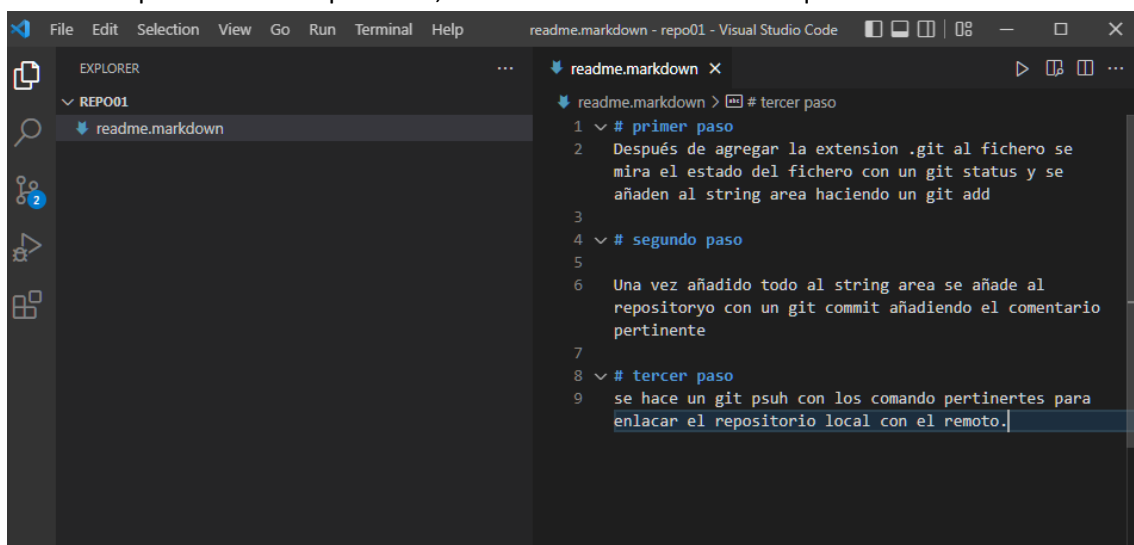 File Edit Selection View Go Run Terminal Help readme.markdown - repo01 - Visual Studio Code
EXPLORER
REPO01
readme.markdown
2
readme.markdown
readme.markdown > # tercer paso
1 # primer paso
2 Después de agregar la extension .git al fichero se
mira el estado del fichero con un git status y se
añaden al string area haciendo un git add
3
4 # segundo paso
5
6 Una vez añadido todo al string area se añade al
repositoryo con un git commit añadiendo el comentario
pertinente
7
8 # tercer paso
9 se hace un git psuh con los comando pertinertes para
enlacar el repositorio local con el remoto.